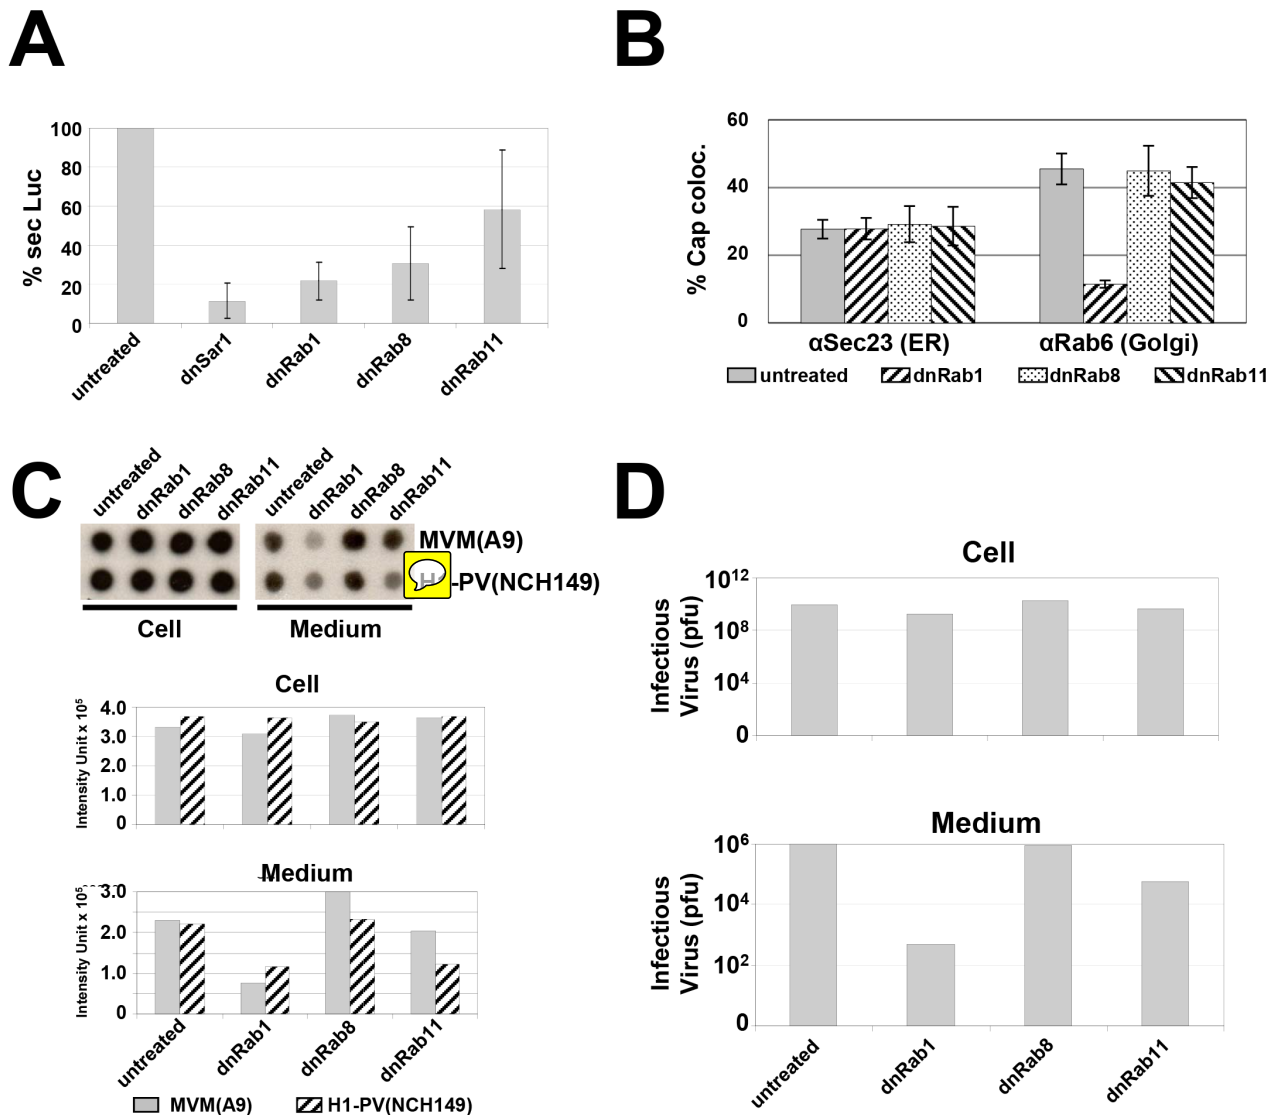 A
% sec Luc
100
80
60
40
20
0
untreated
dnSar1
dnRab1
dnRab8
dnRab11
B
% Cap coloc.
60
40
20
0
αSec23 (ER)
αRab6 (Golgi)
untreated
dnRab1
dnRab8
dnRab11
C
untreated
dnRab1
dnRab8
dnRab11
untreated
dnRab1
dnRab8
dnRab11
MVM(A9)
H1-PV(NCH149)
Cell
Medium
Cell
Intensity Unit x 10⁵
4.0
3.0
2.0
1.0
0
Medium
Intensity Unit x 10⁵
3.0
2.0
1.0
0
untreated
dnRab1
dnRab8
dnRab11
MVM(A9)
H1-PV(NCH149)
D
Cell
Infectious
Virus (pfu)
10¹²
10⁸
10⁴
0
Medium
Infectious
Virus (pfu)
10⁶
10⁴
10²
0
untreated
dnRab1
dnRab8
dnRab11